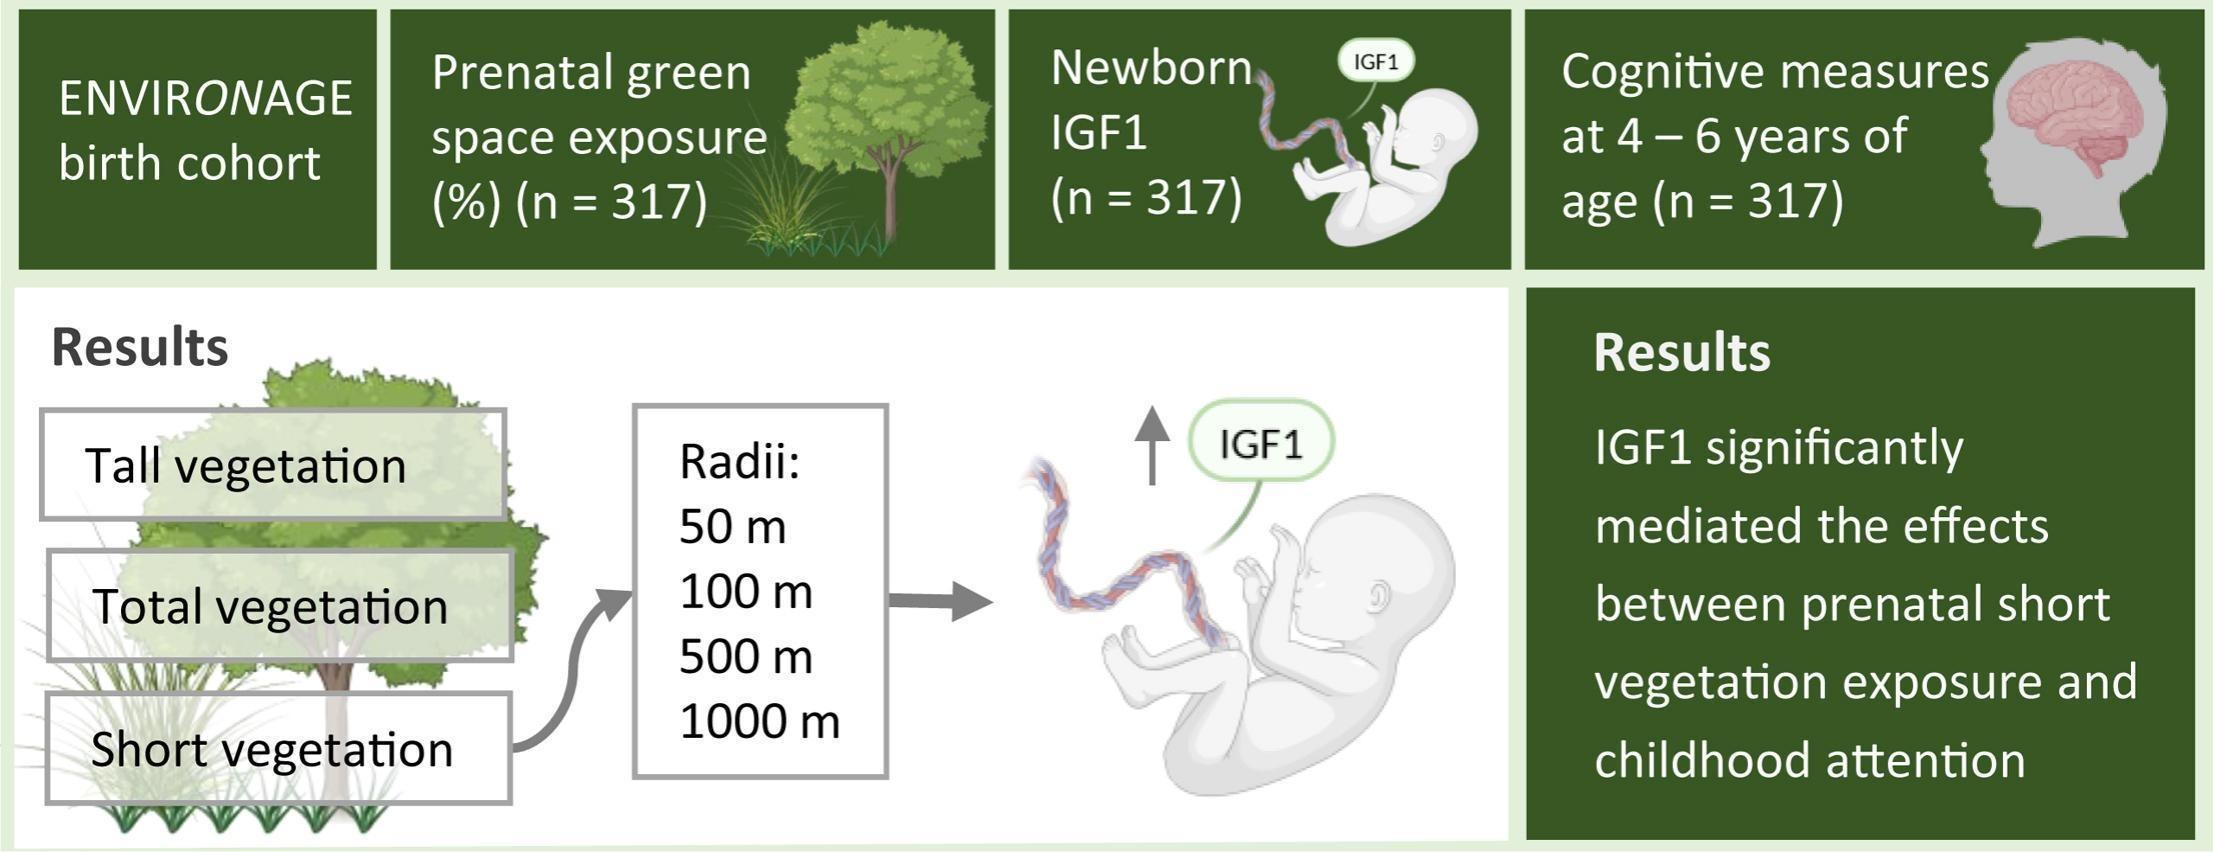 ENVIRONAGE
birth cohort
Prenatal green
space exposure
(%) (n = 317)
Newborn
IGF1
(n = 317)
IGF1
Cognitive measures
at 4 – 6 years of
age (n = 317)
Results
Tall vegetation
Total vegetation
Short vegetation
Radii:
50 m
100 m
500 m
1000 m
IGF1
Results
IGF1 significantly
mediated the effects
between prenatal short
vegetation exposure and
childhood attention